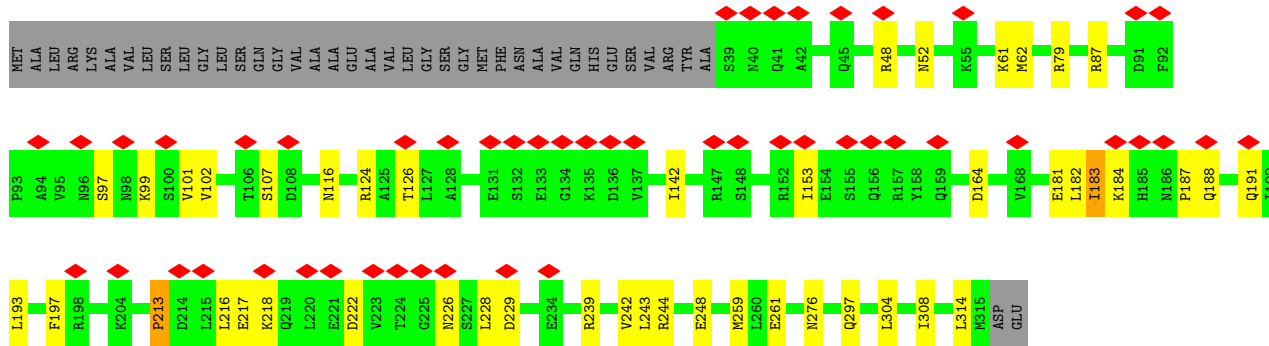 MET ALA LEU ARG LYS ALA VAL LEU SER LEU GLY LEU SER GLN GLY VAL ALA ALA GLU ALA VAL LEU GLY SER GLY MET PHE ASN ALA VAL GLN HIS GLU SER VAL ARG TYR ALA S39 N40 Q41 A42 Q45 R48 N52 K55 K61 M62 R79 R87 D91 F92
P93 A94 V95 N96 S97 N98 K99 S100 V101 V102 T106 S107 D108 N116 R124 A125 T126 L127 A128 E131 S132 E133 G134 K135 D136 V137 I142 R147 S148 R152 I153 E154 S155 Q156 R157 Y158 Q159 D164 V168 E181 L182 I183 K184 H185 N186 P187 Q188 Q191
L193 F197 R198 K204 P213 D214 L215 L216 E217 K218 Q219 L220 E221 D222 V223 T224 G225 N226 S227 L228 D229 E234 R239 V242 L243 R244 E248 M259 L260 E261 N276 Q297 L304 I308 L314 M315 ASP GLU